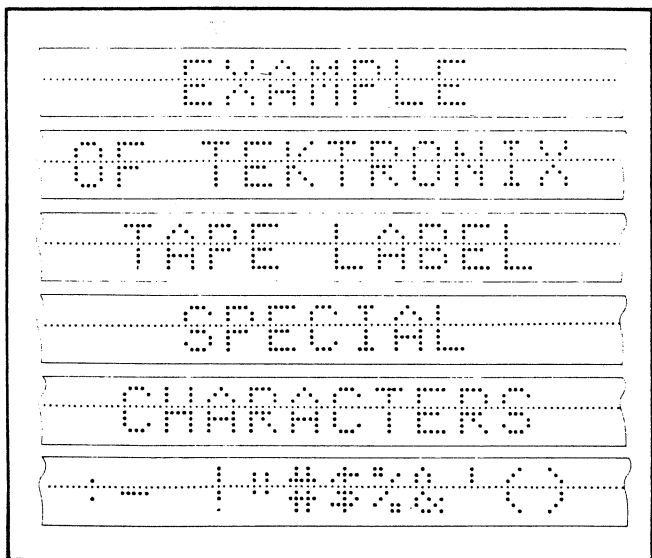 EXAMPLE
OF TEKTRONIX
TAPE LABEL
SPECIAL
CHARACTERS
: - ! " # $ % & ' ( )